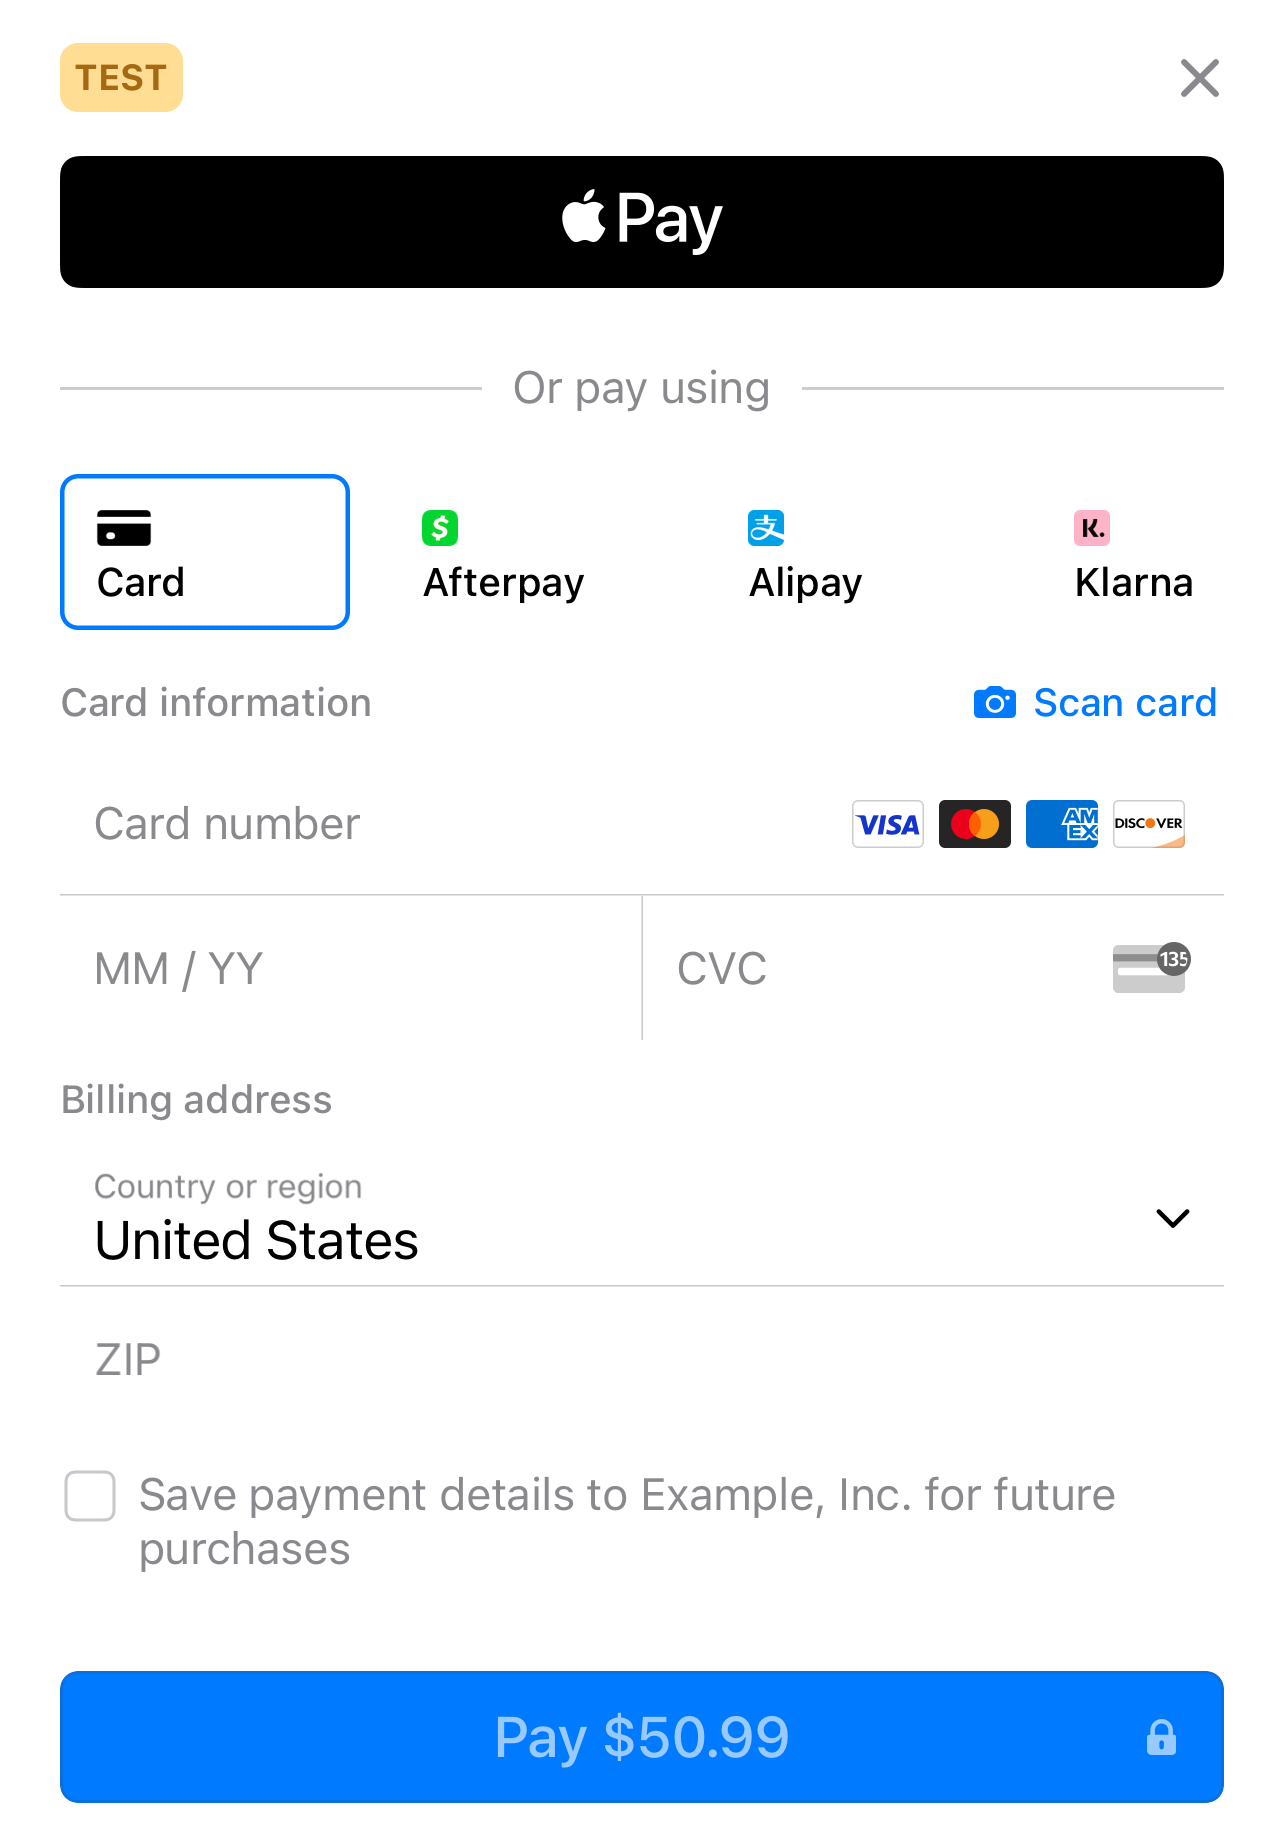 TEST
Pay
Or pay using
Card
Afterpay
支
Alipay
K.
Klarna
Card information
Scan card
Card number
VISA
AM
EX
DISCOVER
MM / YY
CVC
135
Billing address
Country or region
United States
ZIP
Save payment details to Example, Inc. for future
purchases
Pay $50.99